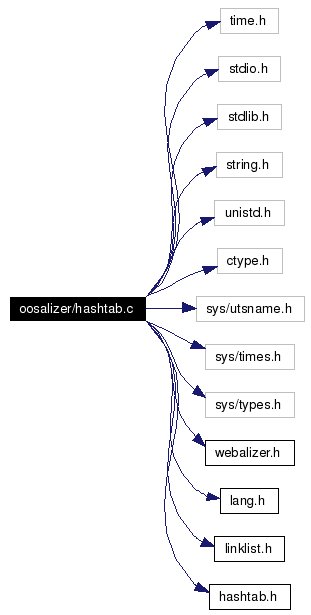 time.h
stdio.h
stdlib.h
string.h
unistd.h
ctype.h
oosalizer/hashtab.c
sys/utsname.h
sys/times.h
sys/types.h
webalizer.h
lang.h
linklist.h
hashtab.h